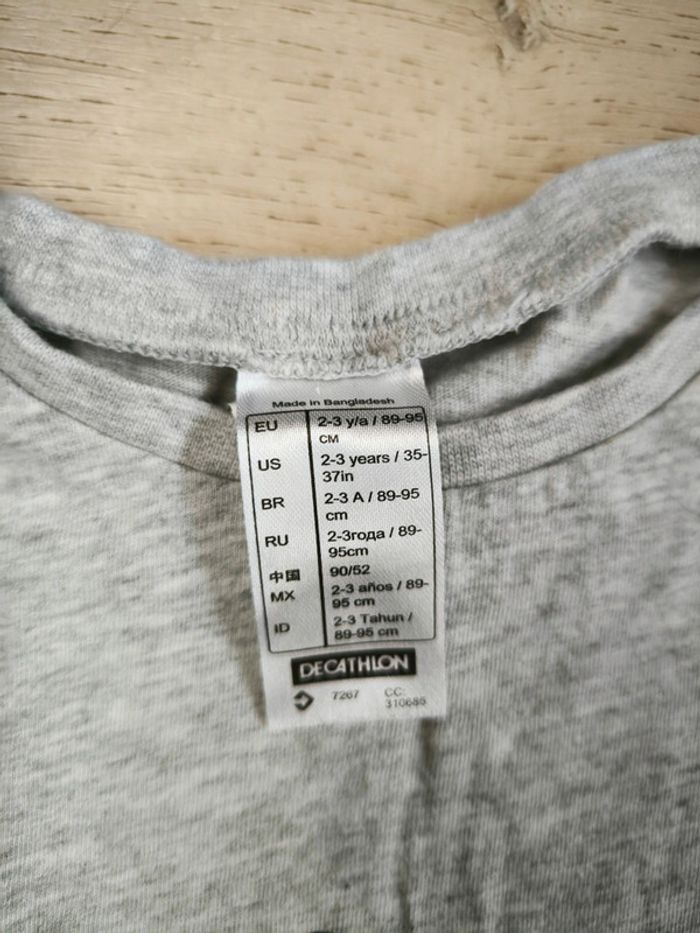 Made in Bangladesh
EU 2-3 y/a / 89-95
CM
US 2-3 years / 35-
37in
BR 2-3 A / 89-95
cm
RU 2-3года / 89-
95cm
中国 90/52
MX 2-3 años / 89-
95 cm
ID 2-3 Tahun /
89-95 cm
DECATHLON
7267 CC:
310685